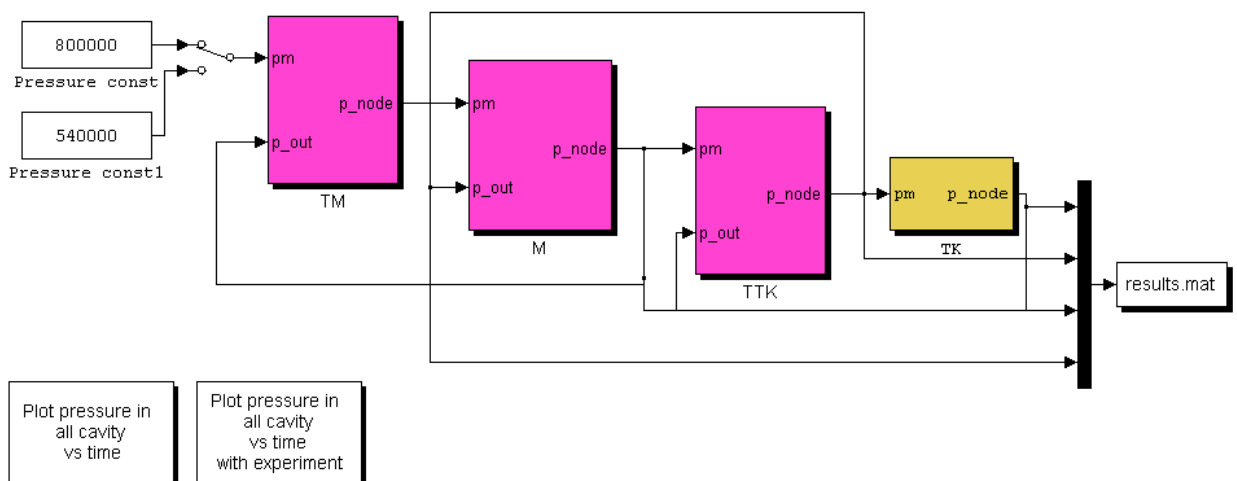 800000
Pressure const
540000
Pressure const1
pm
p_node
p_out
TM
pm
p_node
p_out
M
pm
p_node
p_out
TTK
pm
p_node
TK
results.mat
Plot pressure in
all cavity
vs time
Plot pressure in
all cavity
vs time
with experiment